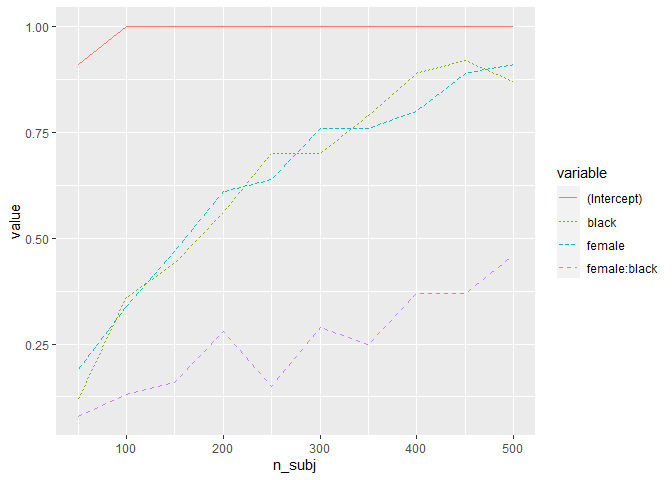 1.00
0.75
0.50
0.25
value
100
200
300
400
500
n_subj
variable
(Intercept)
black
female
female:black